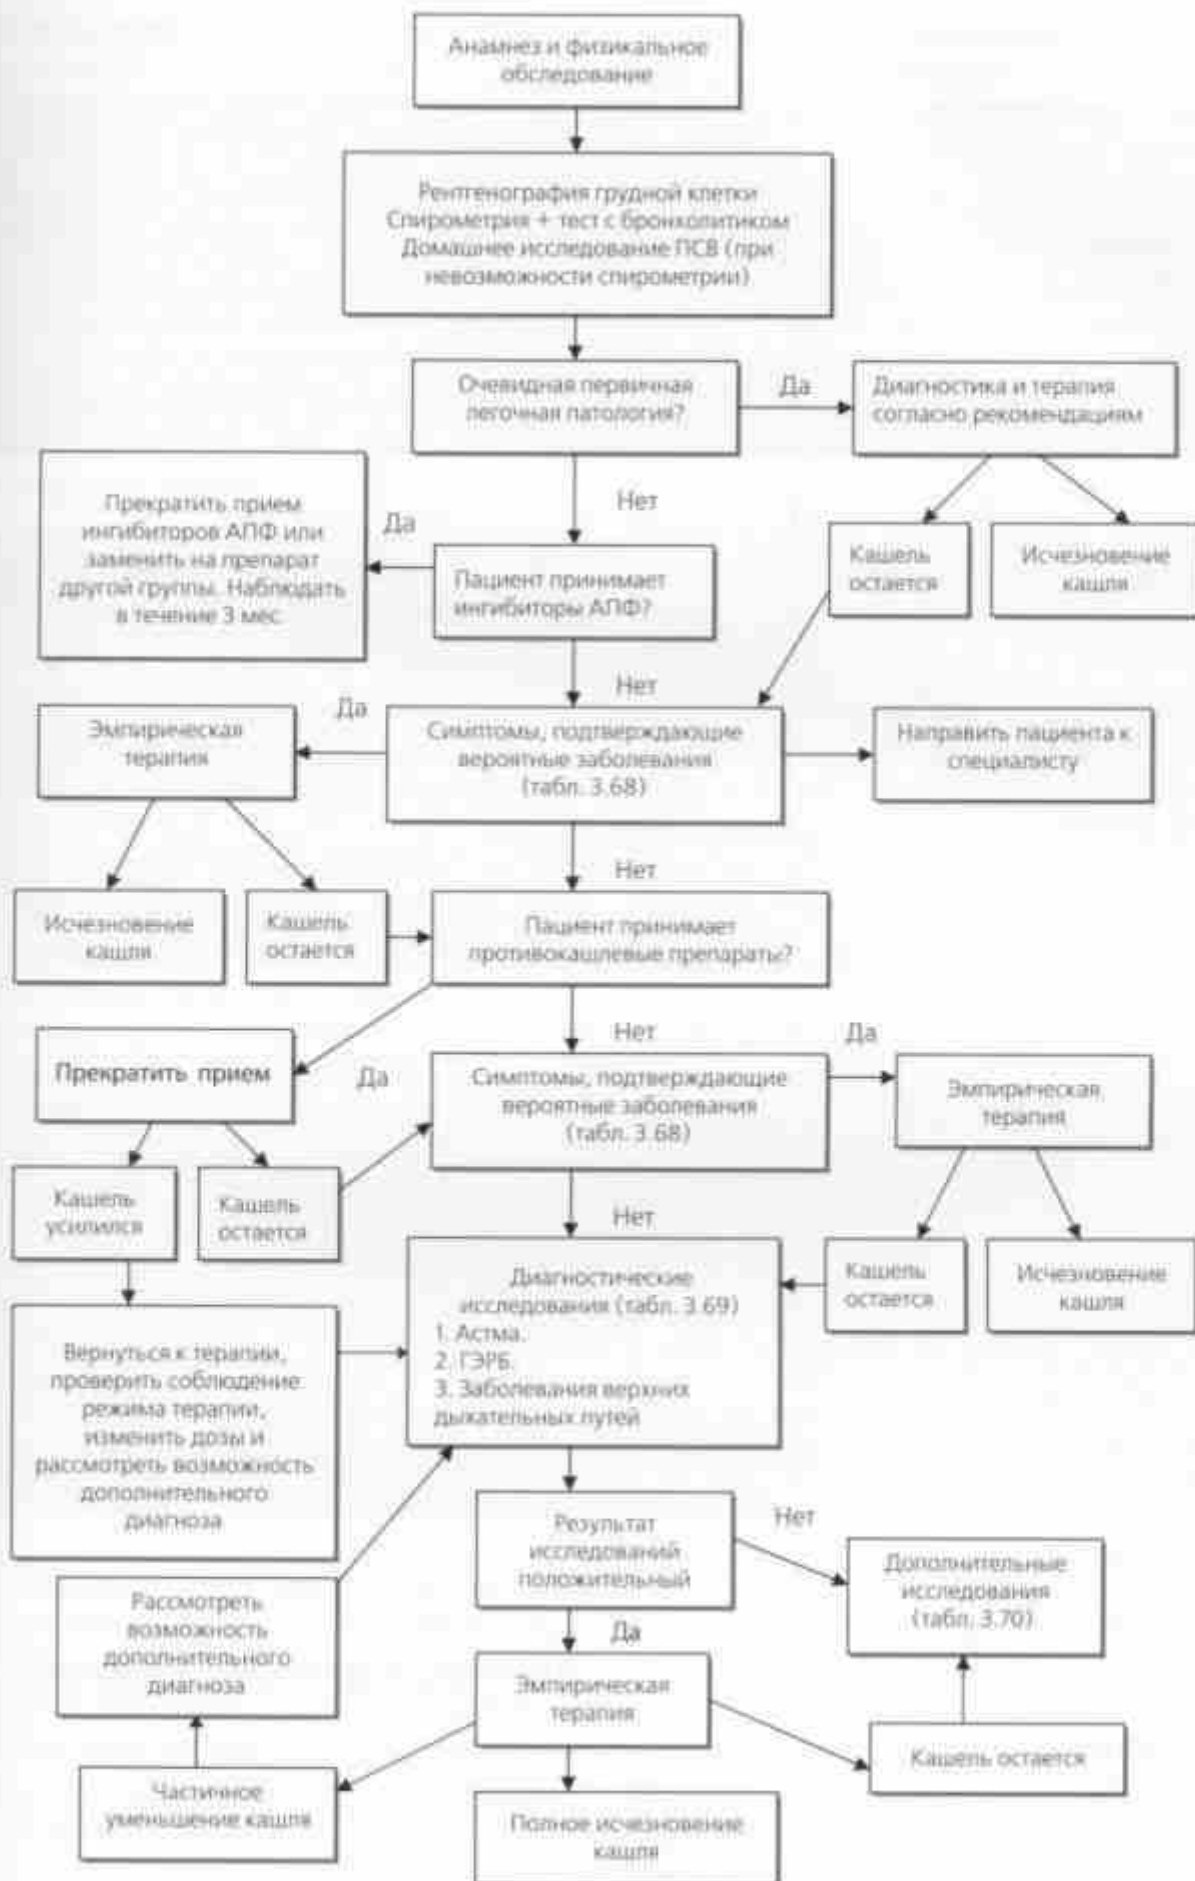 Анамнез и физикальное
обследование
Рентгенография грудной клетки
Спирометрия + тест с бронхолитиком
Домашнее исследование ПСВ (при
невозможности спирометрии)
Очевидная первичная
легочная патология?
Да
Диагностика и терапия
согласно рекомендациям
Нет
Кашель
остается
Исчезновение
кашля
Прекратить прием
ингибиторов АПФ или
заменить на препарат
другой группы. Наблюдать
в течение 3 мес.
Да
Пациент принимает
ингибиторы АПФ?
Нет
Эмпирическая
терапия
Да
Симптомы, подтверждающие
вероятные заболевания
(табл. 3.68)
Направить пациента к
специалисту
Нет
Исчезновение
кашля
Кашель
остается
Пациент принимает
противокашлевые препараты?
Прекратить прием
Да
Нет
Симптомы, подтверждающие
вероятные заболевания
(табл. 3.68)
Да
Эмпирическая
терапия
Кашель
усилился
Кашель
остается
Нет
Кашель
остается
Исчезновение
кашля
Диагностические
исследования (табл. 3.69)
1. Астма.
2. ГЭРБ.
3. Заболевания верхних
дыхательных путей
Вернуться к терапии,
проверить соблюдение
режима терапии,
изменить дозы и
рассмотреть возможность
дополнительного
диагноза
Результат
исследований
положительный
Нет
Дополнительные
исследования
(табл. 3.70)
Да
Рассмотреть
возможность
дополнительного
диагноза
Эмпирическая
терапия
Кашель остается
Частичное
уменьшение кашля
Полное исчезновение
кашля